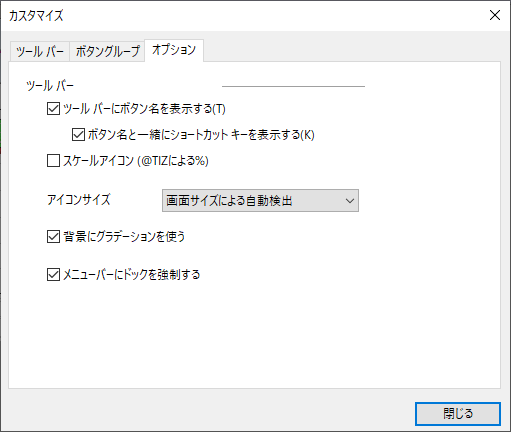 カスタマイズ
ツール バー ボタングループ オプション
ツール バー
ツール バーにボタン名を表示する(T)
ボタン名と一緒にショートカット キーを表示する(K)
スケールアイコン (@TIZによる%)
アイコンサイズ 画面サイズによる自動検出
背景にグラデーションを使う
メニューバーにドックを強制する
閉じる